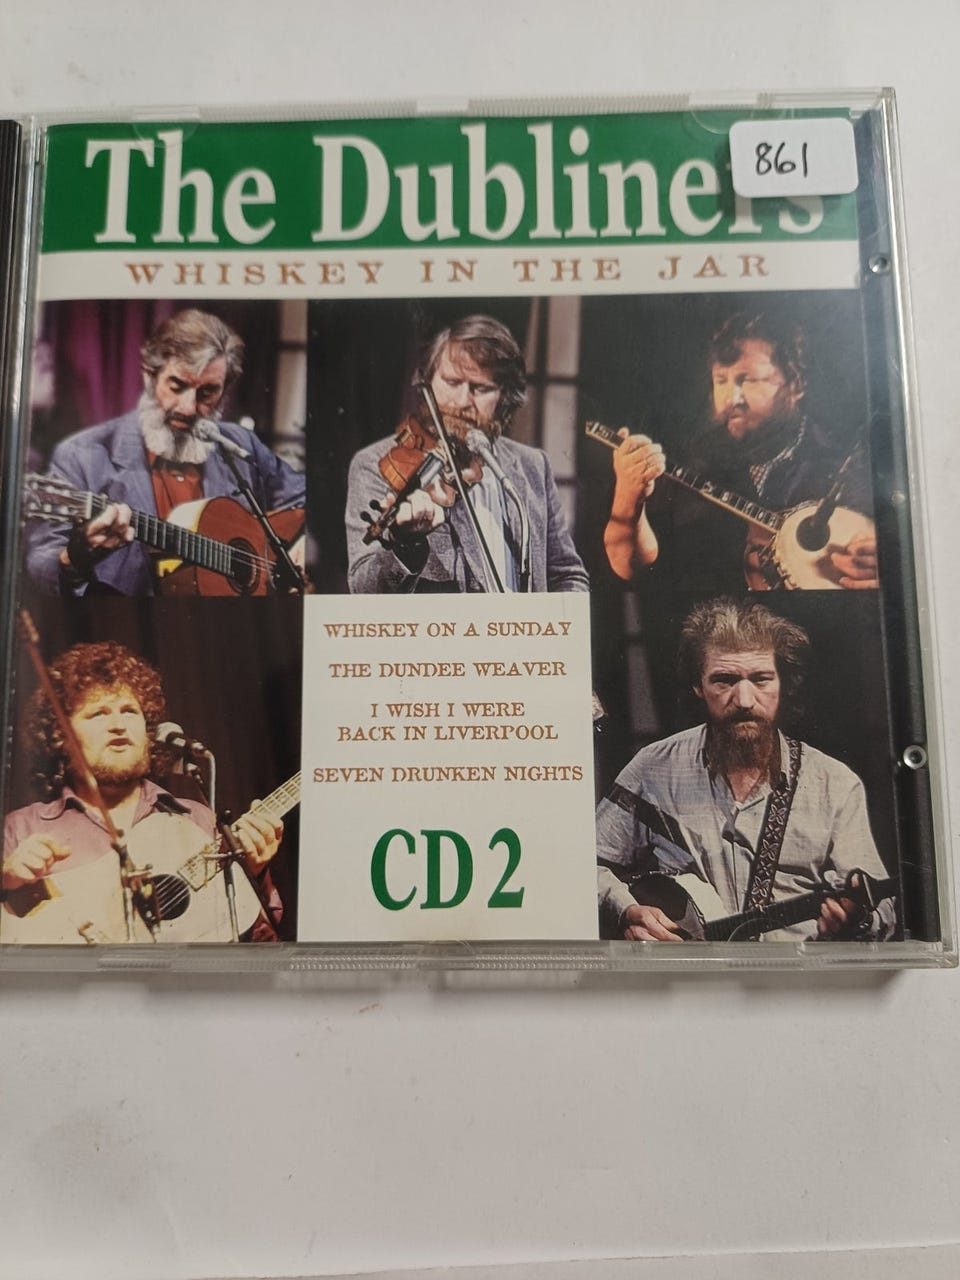 The Dubliners
861
WHISKEY IN THE JAR
WHISKEY ON A SUNDAY
THE DUNDEE WEAVER
I WISH I WERE
BACK IN LIVERPOOL
SEVEN DRUNKEN NIGHTS
CD 2